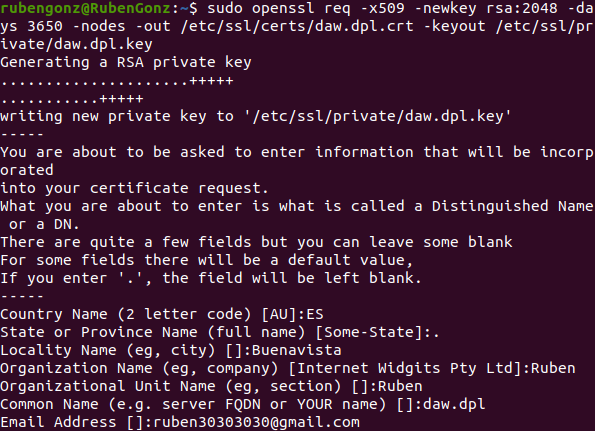 rubengonz@RubenGonz:~$ sudo openssl req -x509 -newkey rsa:2048 -da
ys 3650 -nodes -out /etc/ssl/certs/daw.dpl.crt -keyout /etc/ssl/pr
ivate/daw.dpl.key
Generating a RSA private key
.....................+++++
...........+++++
writing new private key to '/etc/ssl/private/daw.dpl.key'
-----
You are about to be asked to enter information that will be incorp
orated
into your certificate request.
What you are about to enter is what is called a Distinguished Name
 or a DN.
There are quite a few fields but you can leave some blank
For some fields there will be a default value,
If you enter '.', the field will be left blank.
-----
Country Name (2 letter code) [AU]:ES
State or Province Name (full name) [Some-State]:.
Locality Name (eg, city) []:Buenavista
Organization Name (eg, company) [Internet Widgits Pty Ltd]:Ruben
Organizational Unit Name (eg, section) []:Ruben
Common Name (e.g. server FQDN or YOUR name) []:daw.dpl
Email Address []:ruben30303030@gmail.com